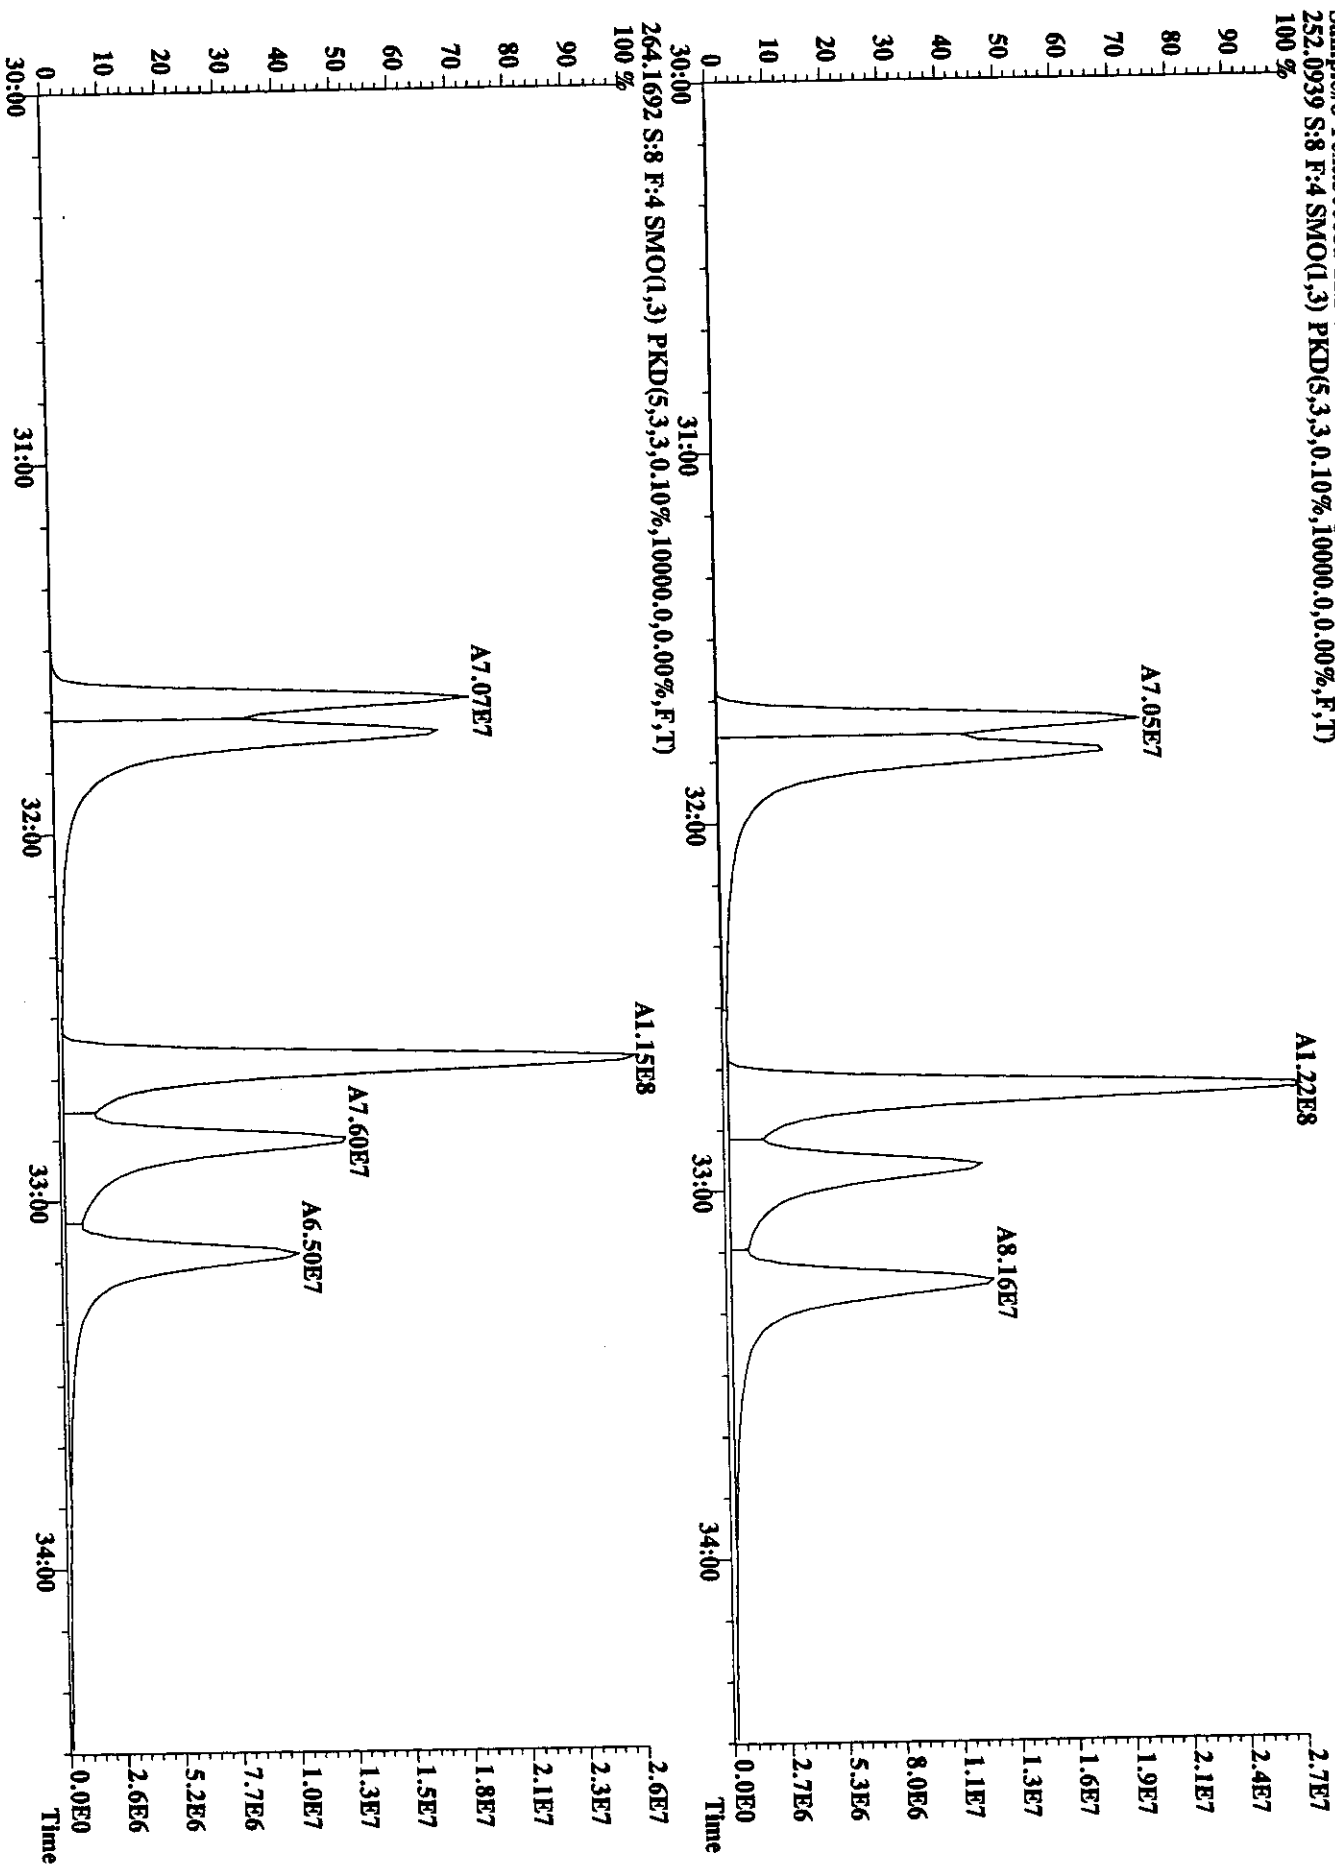 252.0939 S:8 F:4 SMO(1,3) PKD(5,3,3,0.10%,10000.0,0.00%,F,T)
100 %
90
80
70
60
50
40
30
20
10
0
A7.05E7
A1.22E8
A8.16E7
2.7E7
2.4E7
2.1E7
1.9E7
1.6E7
1.3E7
1.1E7
8.0E6
5.3E6
2.7E6
0.0E0
30:00
31:00
32:00
33:00
34:00
Time
264.1692 S:8 F:4 SMO(1,3) PKD(5,3,3,0.10%,10000.0,0.00%,F,T)
100 %
90
80
70
60
50
40
30
20
10
0
A7.07E7
A1.15E8
A7.60E7
A6.50E7
2.6E7
2.3E7
2.1E7
1.8E7
1.5E7
1.3E7
1.0E7
7.7E6
5.2E6
2.6E6
0.0E0
30:00
31:00
32:00
33:00
34:00
Time